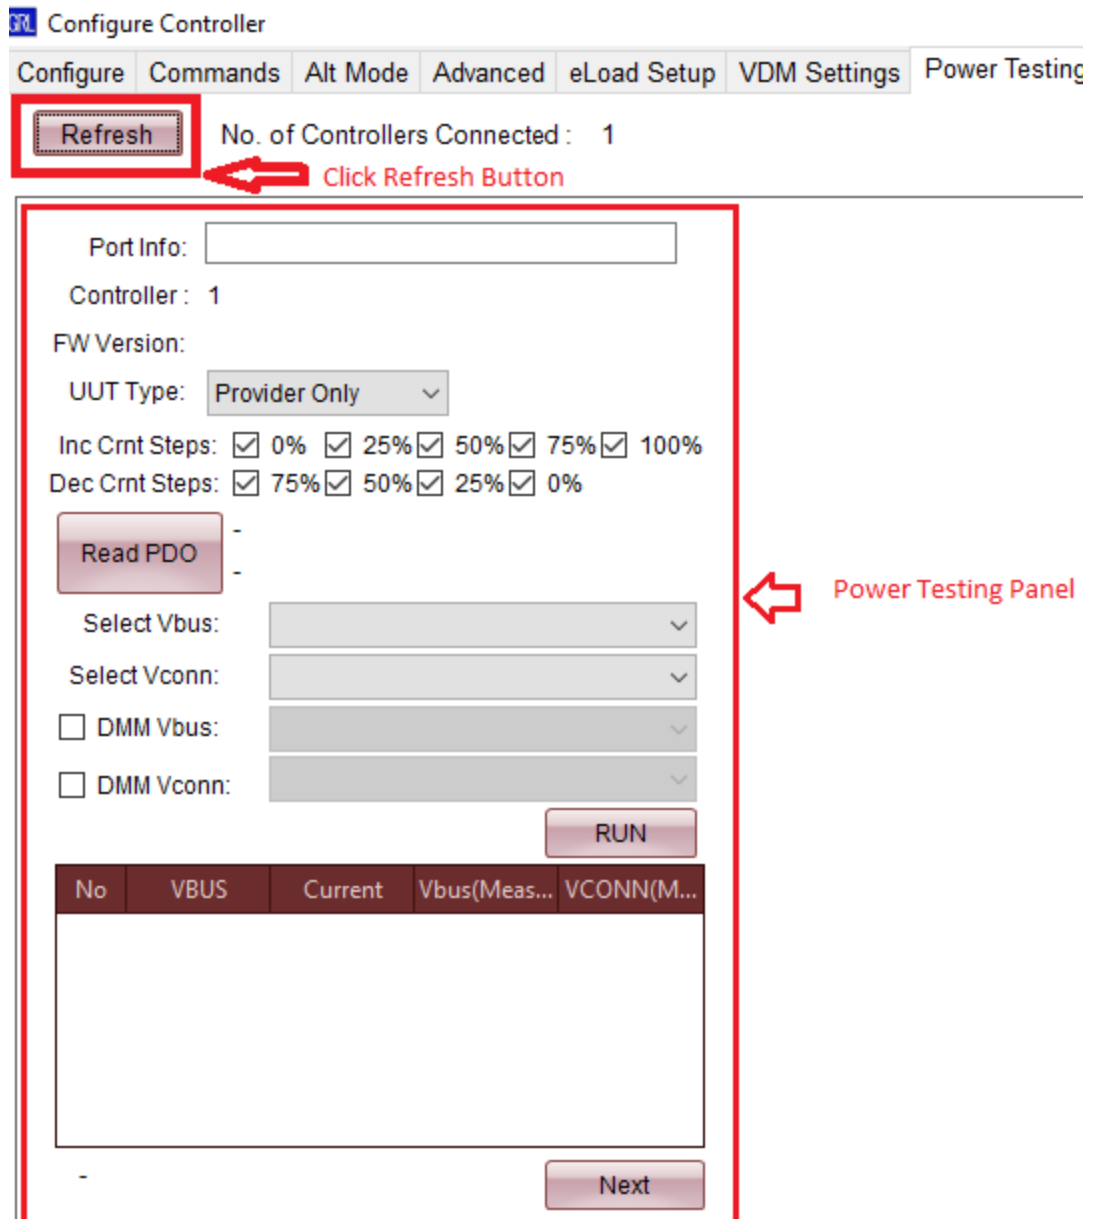 GRL Configure Controller
Configure Commands Alt Mode Advanced eLoad Setup VDM Settings Power Testing
Refresh No. of Controllers Connected : 1
Click Refresh Button
Port Info:
Controller : 1
FW Version:
UUT Type: Provider Only
Inc Crnt Steps: 0% 25% 50% 75% 100%
Dec Crnt Steps: 75% 50% 25% 0%
Read PDO -
-
Power Testing Panel
Select Vbus:
Select Vconn:
DMM Vbus:
DMM Vconn:
RUN
No VBUS Current Vbus(Meas... VCONN(M...
- Next